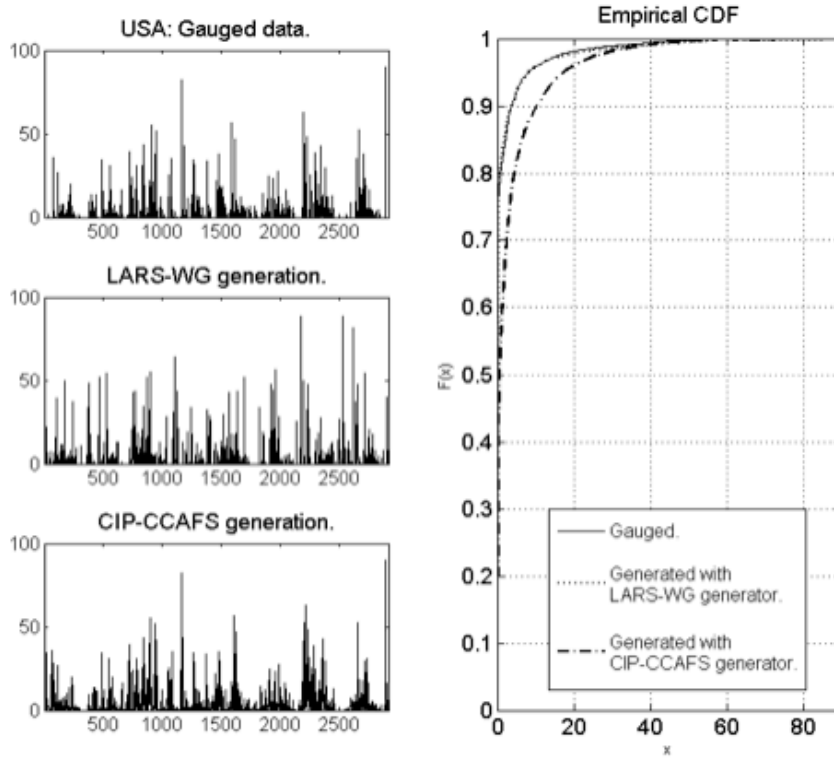 USA: Gauged data.
100
50
0
500 1000 1500 2000 2500
LARS-WG generation.
100
50
0
500 1000 1500 2000 2500
CIP-CCAFS generation.
100
50
0
500 1000 1500 2000 2500
Empirical CDF
1
0.9
0.8
0.7
0.6
0.5
0.4
0.3
0.2
0.1
0
F(x)
0 20 40 60 80
x
Gauged.
Generated with
LARS-WG generator.
Generated with
CIP-CCAFS generator.